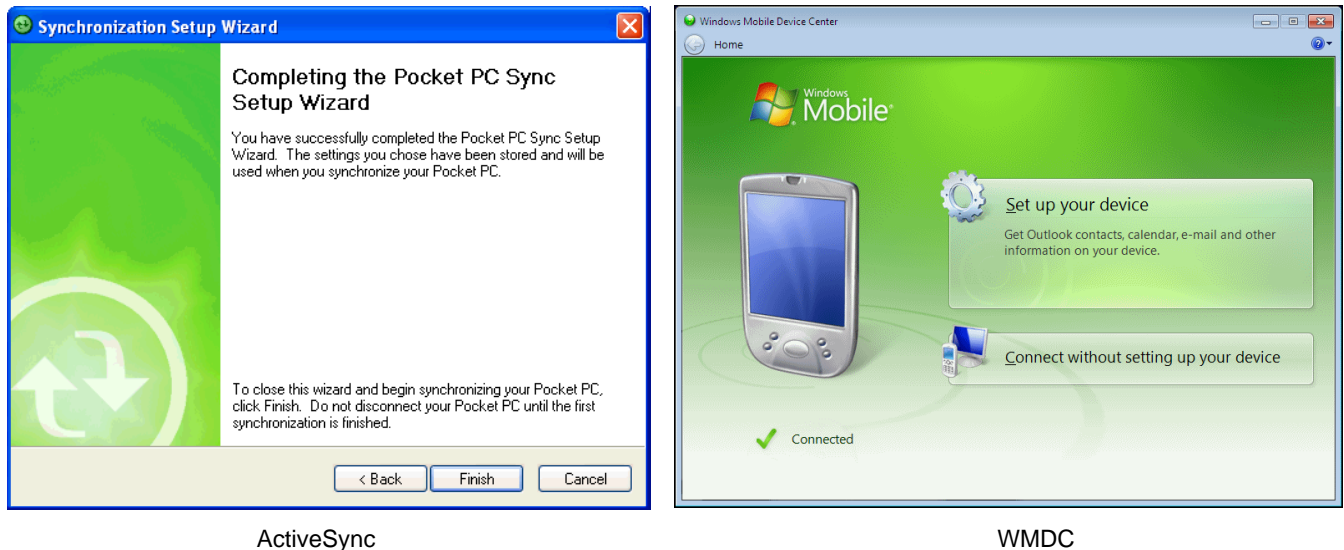 Synchronization Setup Wizard
Completing the Pocket PC Sync
Setup Wizard
You have successfully completed the Pocket PC Sync Setup
Wizard. The settings you chose have been stored and will be
used when you synchronize your Pocket PC.
To close this wizard and begin synchronizing your Pocket PC,
click Finish. Do not disconnect your Pocket PC until the first
synchronization is finished.
< Back
Finish
Cancel
ActiveSync
Windows Mobile Device Center
Home
Windows
Mobile®
Set up your device
Get Outlook contacts, calendar, e-mail and other
information on your device.
Connect without setting up your device
Connected
WMDC